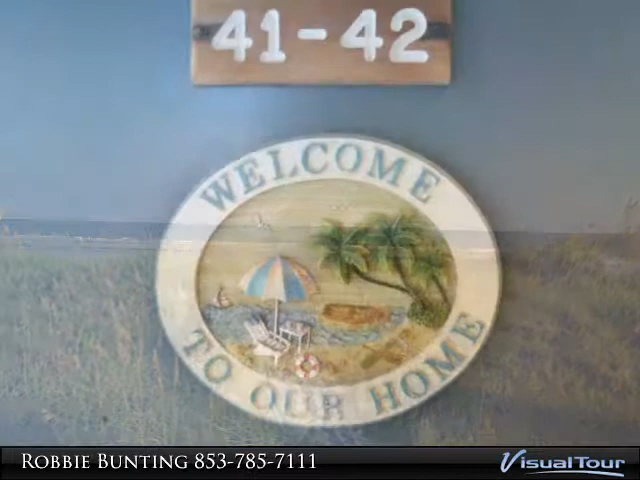 41-42
WELCOME
TO OUR HOME
ROBBIE BUNTING 853-785-7111
VISUALTOUR